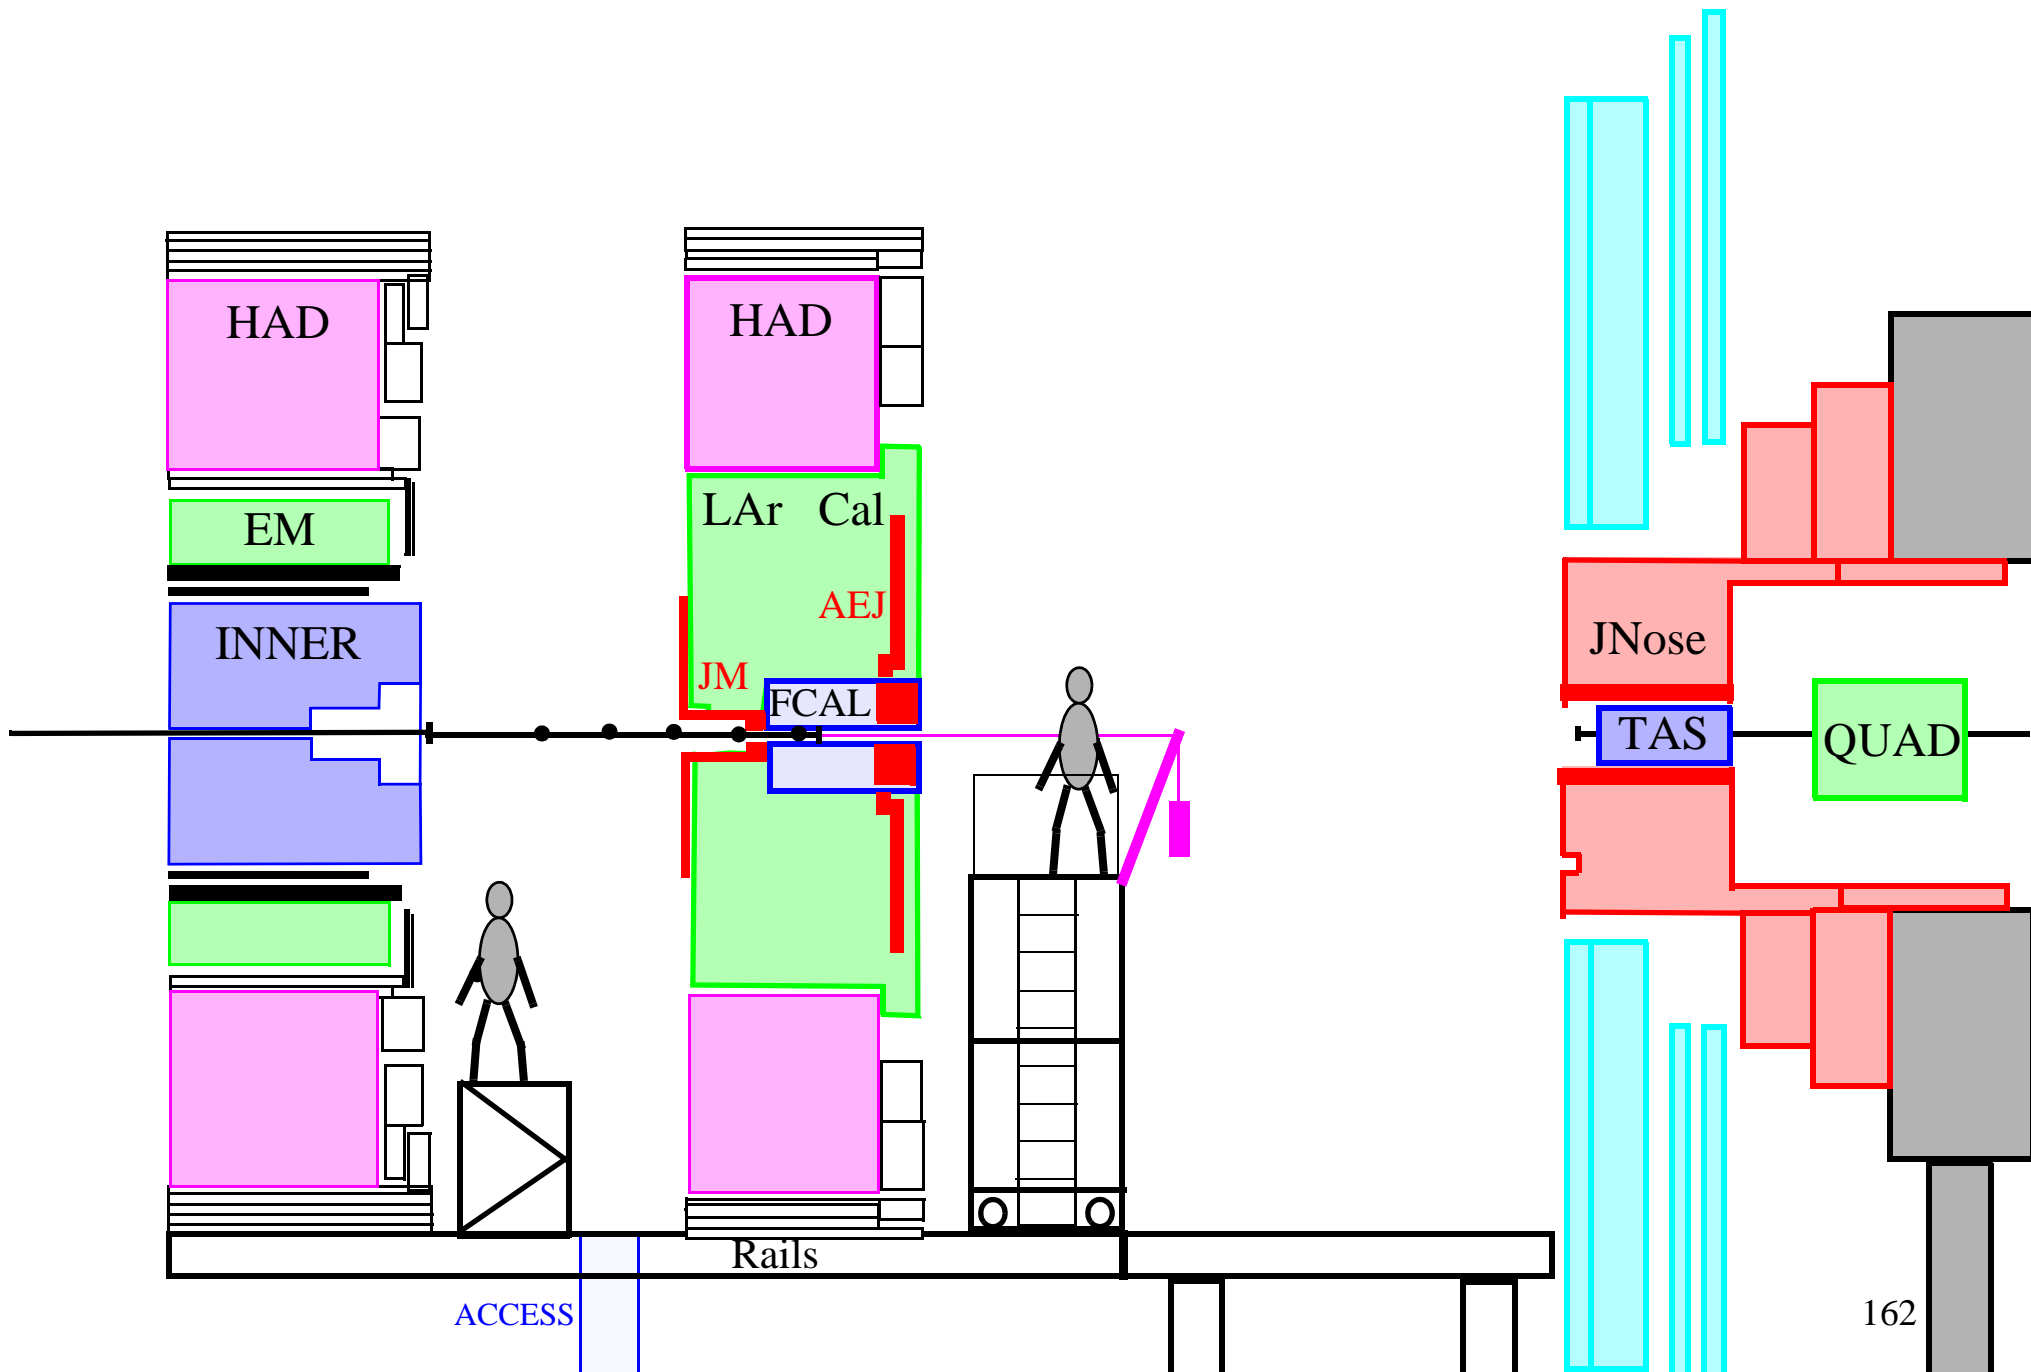 HAD
HAD
LAr Cal
EM
AEJ
INNER
JNose
JM
FCAL
TAS
QUAD
Rails
ACCESS
162